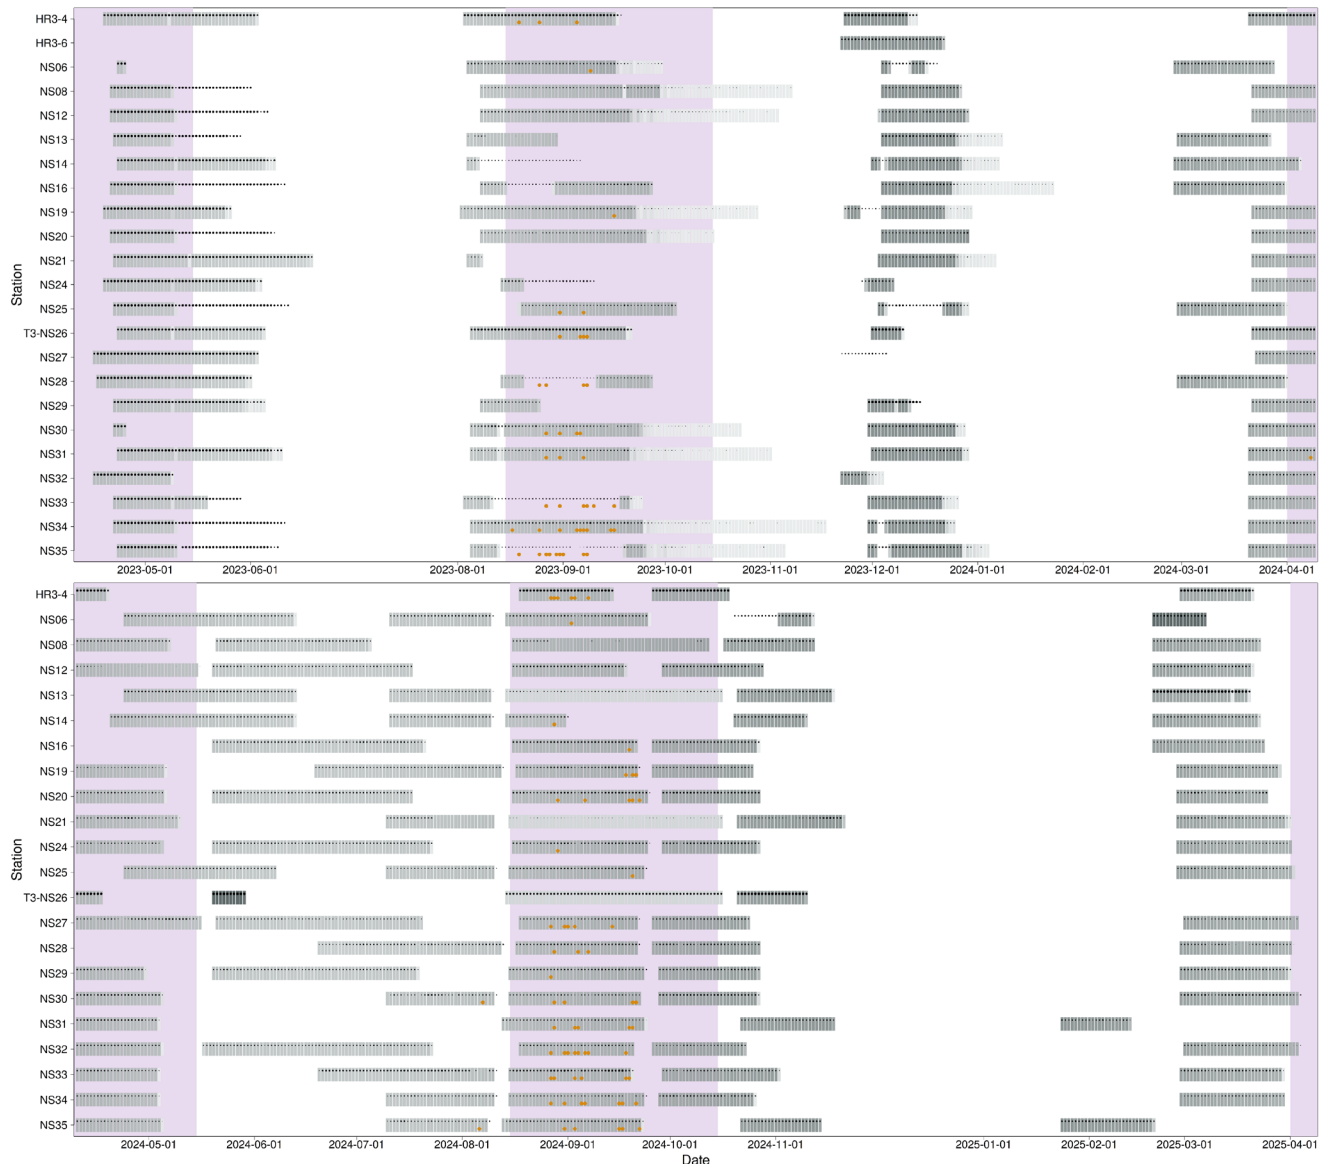 HR3-4
HR3-6
NS06
NS08
NS12
NS13
NS14
NS16
NS19
NS20
NS21
NS24
NS25
T3-NS26
NS27
NS28
NS29
NS30
NS31
NS32
NS33
NS34
NS35
Station
2023-05-01 2023-06-01 2023-08-01 2023-09-01 2023-10-01 2023-11-01 2023-12-01 2024-01-01 2024-02-01 2024-03-01 2024-04-01
HR3-4
NS06
NS08
NS12
NS13
NS14
NS16
NS19
NS20
NS21
NS24
NS25
T3-NS26
NS27
NS28
NS29
NS30
NS31
NS32
NS33
NS34
NS35
Station
2024-05-01 2024-06-01 2024-07-01 2024-08-01 2024-09-01 2024-10-01 2024-11-01 2025-01-01 2025-02-01 2025-03-01 2025-04-01
Date